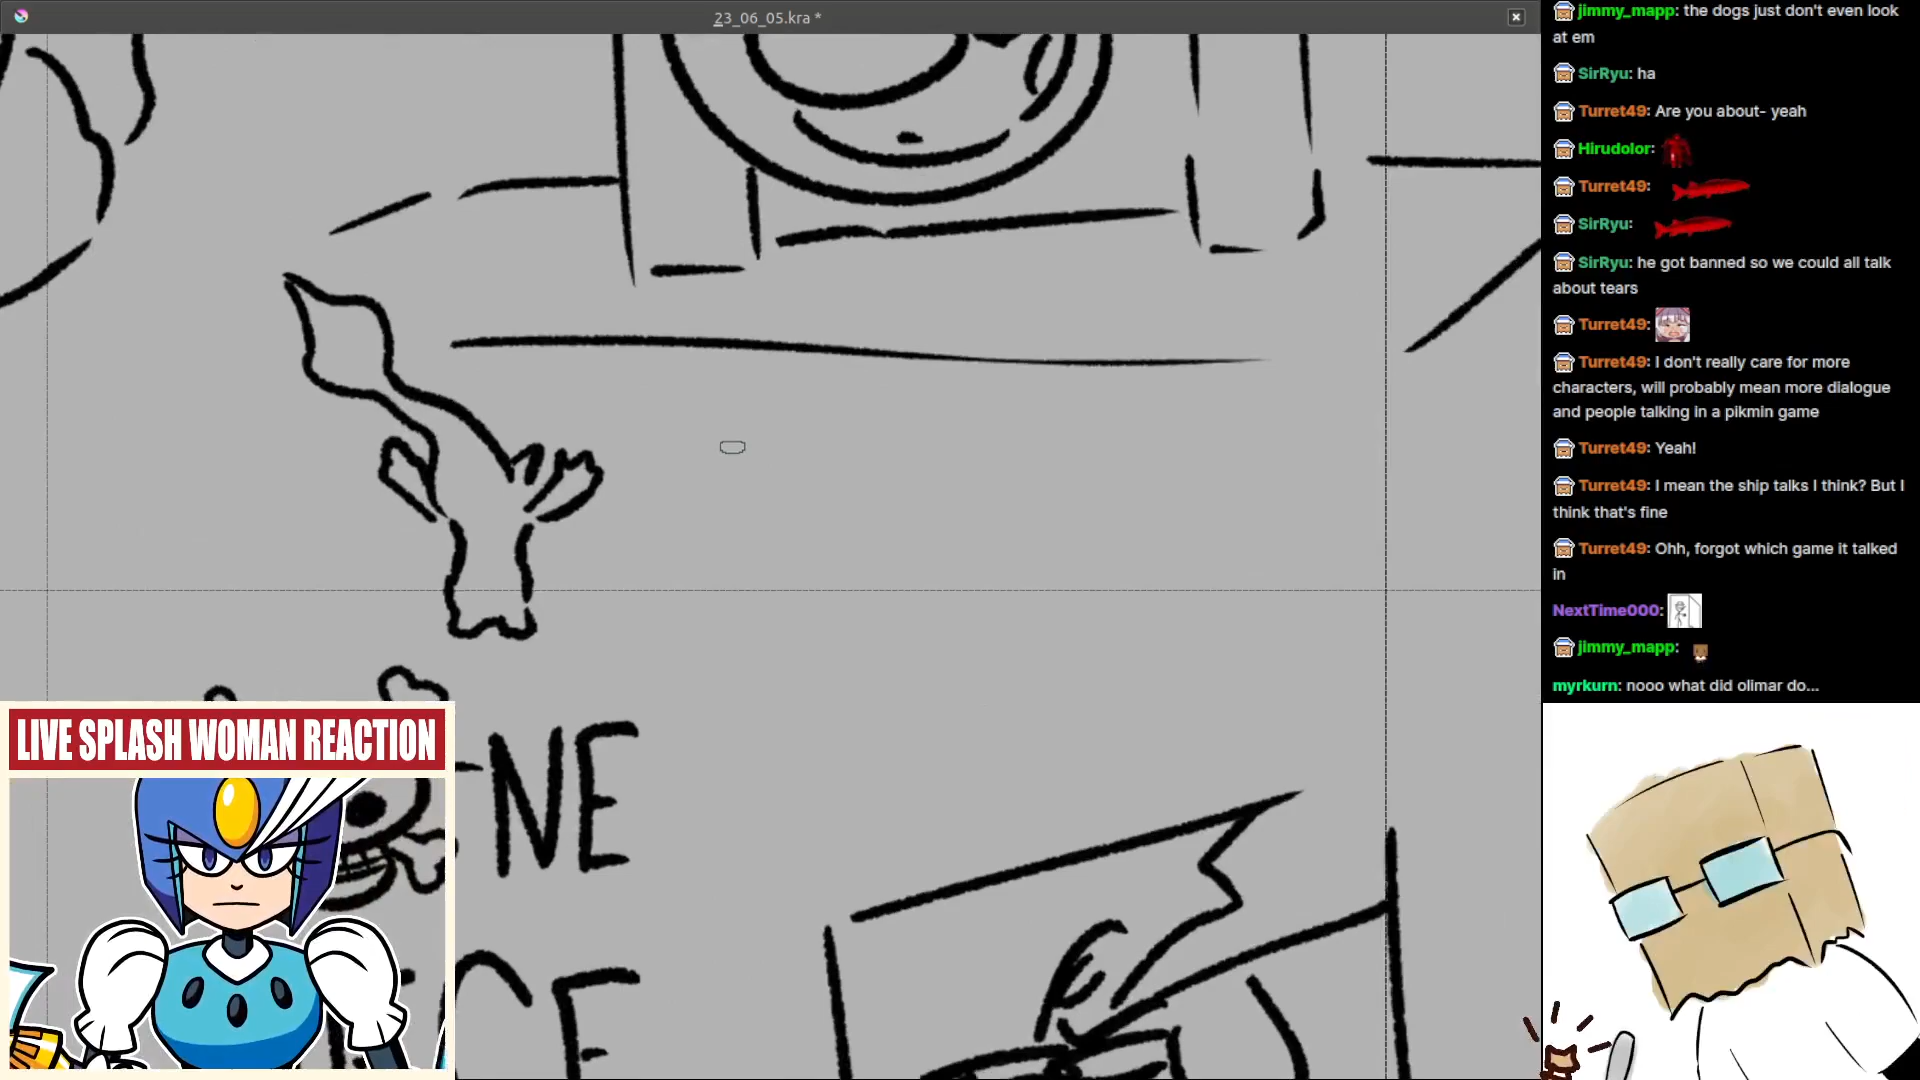 23_06_05.kra *
jimmy_mapp: the dogs just don't even look
at em
SirRyu: ha
Turret49: Are you about- yeah
Hirudolor:
Turret49:
SirRyu:
SirRyu: he got banned so we could all talk
about tears
Turret49:
Turret49: I don't really care for more
characters, will probably mean more dialogue
and people talking in a pikmin game
Turret49: Yeah!
Turret49: I mean the ship talks I think? But I
think that's fine
Turret49: Ohh, forgot which game it talked
in
NextTime000:
jimmy_mapp:
myrkurn: nooo what did olimar do...
LIVE SPLASH WOMAN REACTION
NE